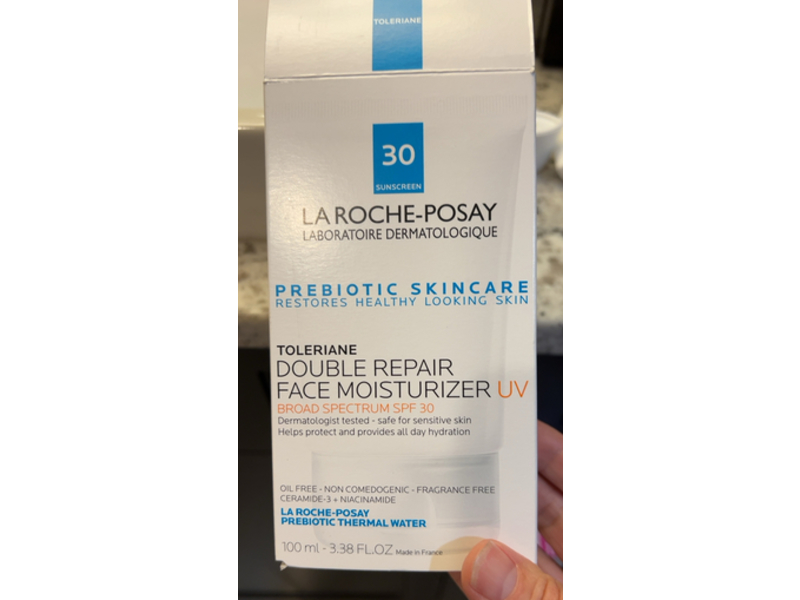 TOLERIANE
30
SUNSCREEN
LA ROCHE-POSAY
LABORATOIRE DERMATOLOGIQUE
PREBIOTIC SKINCARE
RESTORES HEALTHY LOOKING SKIN
TOLERIANE
DOUBLE REPAIR
FACE MOISTURIZER UV
BROAD SPECTRUM SPF 30
Dermatologist tested - safe for sensitive skin
Helps protect and provides all day hydration
OIL FREE - NON COMEDOGENIC - FRAGRANCE FREE
CERAMIDE-3 + NIACINAMIDE
LA ROCHE-POSAY
PREBIOTIC THERMAL WATER
100 ml - 3.38 FL.OZ Made in France